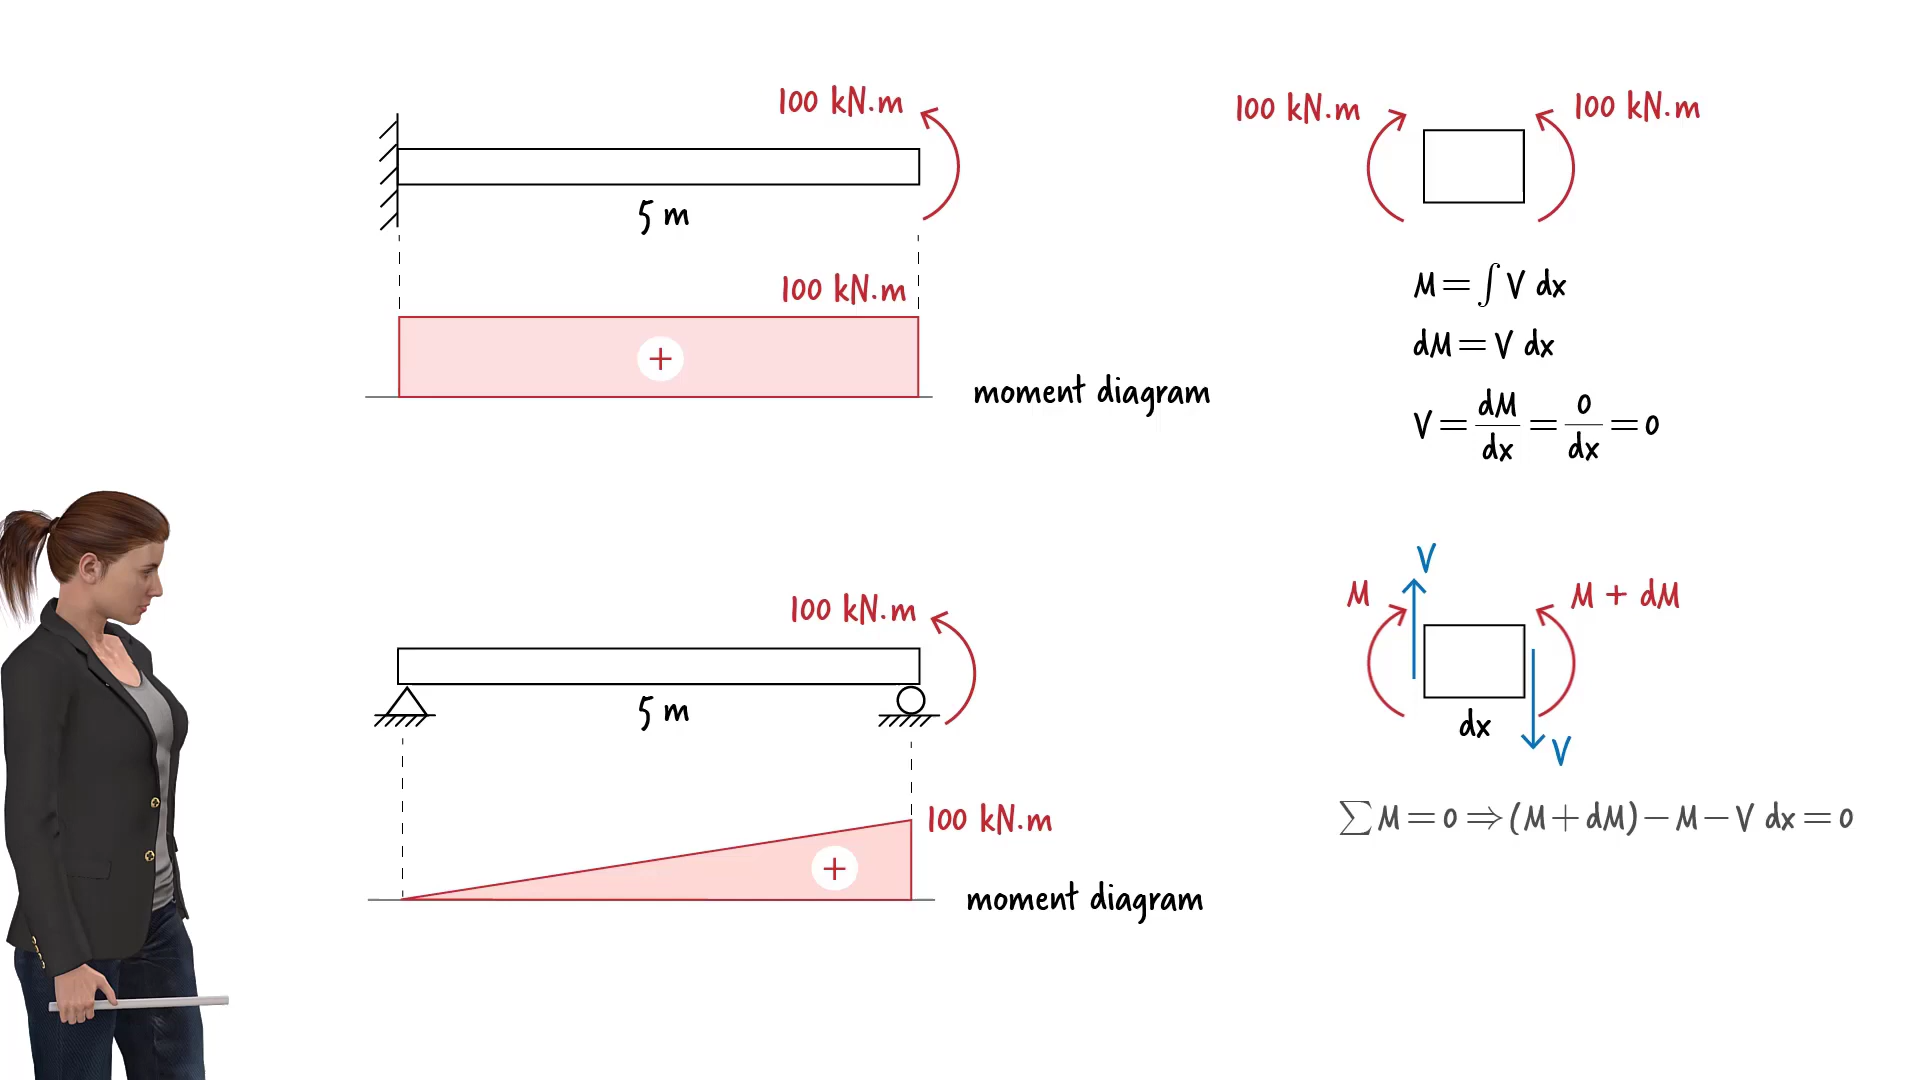 100 kN.m
5 m
100 kN.m
+
moment diagram
100 kN.m 100 kN.m
M = ∫ V dx
dM = V dx
V = dM/dx = 0/dx = 0
100 kN.m
5 m
100 kN.m
+
moment diagram
V
M M + dM
dx
V
∑ M = 0 ⇒ (M + dM) − M − V dx = 0